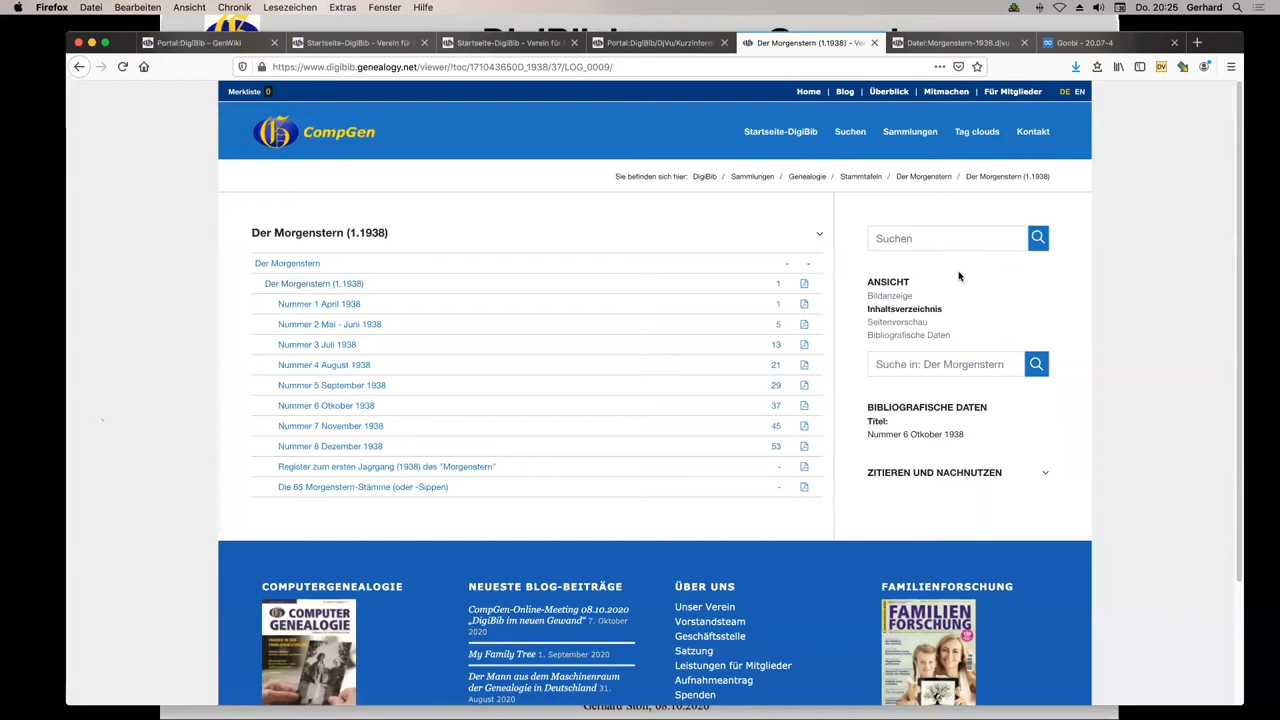 Firefox Datei Bearbeiten Ansicht Chronik Lesezeichen Extras Fenster Hilfe
Do. 20:25 Gerhard
Portal:DigiBib – GenWiki
Startseite-DigiBib - Verein für
Startseite-DigiBib - Verein für
Portal:DigiBib/DjVu/Kurzinform
Der Morgenstern (1.1938) - Ve
Datei:Morgenstern-1938.djvu
Goobi - 20.07-4
https://www.digibib.genealogy.net/viewer/!toc/171043650D_1938/37/LOG_0009/
Merkliste 0
Home | Blog | Überblick | Mitmachen | Für Mitglieder DE EN
CompGen
Startseite-DigiBib Suchen Sammlungen Tag clouds Kontakt
Sie befinden sich hier: DigiBib / Sammlungen / Genealogie / Stammtafeln / Der Morgenstern / Der Morgenstern (1.1938)
Der Morgenstern (1.1938)
Der Morgenstern - -
Der Morgenstern (1.1938) 1
Nummer 1 April 1938 1
Nummer 2 Mai - Juni 1938 5
Nummer 3 Juli 1938 13
Nummer 4 August 1938 21
Nummer 5 September 1938 29
Nummer 6 Otkober 1938 37
Nummer 7 November 1938 45
Nummer 8 Dezember 1938 53
Register zum ersten Jagrgang (1938) des "Morgenstern" -
Die 65 Morgenstern-Stämme (oder -Sippen) -
Suchen
ANSICHT
Bildanzeige
Inhaltsverzeichnis
Seitenvorschau
Bibliografische Daten
Suche in: Der Morgenstern
BIBLIOGRAFISCHE DATEN
Titel:
Nummer 6 Otkober 1938
ZITIEREN UND NACHNUTZEN
COMPUTERGENEALOGIE
COMPUTER
GENEALOGIE
NEUESTE BLOG-BEITRÄGE
CompGen-Online-Meeting 08.10.2020
„DigiBib im neuen Gewand“ 7. Oktober
2020
My Family Tree 1. September 2020
Der Mann aus dem Maschinenraum
der Genealogie in Deutschland 31.
August 2020
ÜBER UNS
Unser Verein
Vorstandsteam
Geschäftsstelle
Satzung
Leistungen für Mitglieder
Aufnahmeantrag
Spenden
FAMILIENFORSCHUNG
FAMILIEN
FORSCHUNG
Gerhard Stoll, 08.10.2020